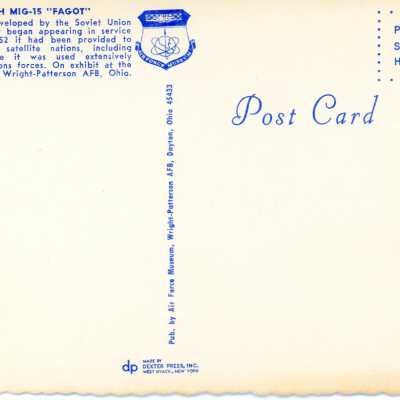 H MIG-15 "FAGOT"
eveloped by the Soviet Union
began appearing in service
52 it had been provided to
satellite nations, including
e it was used extensively
ons forces. On exhibit at the
Wright-Patterson AFB, Ohio.
AIR FORCE MUSEUM
Pub. by Air Force Museum, Wright-Patterson AFB, Dayton, Ohio 45433
Post Card
P
S
H
dp
MADE BY
DEXTER PRESS, INC.
WEST NYACK, NEW YORK